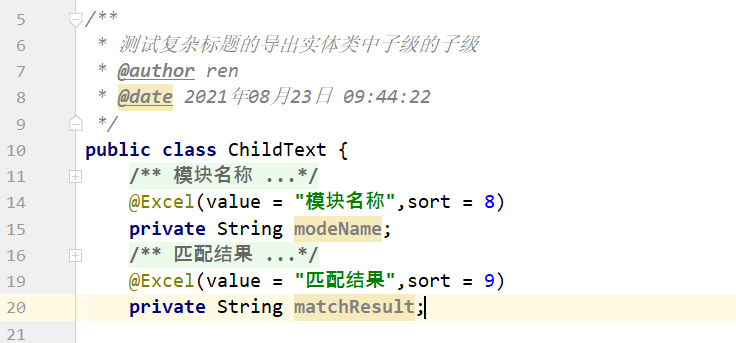 5 /**
6 * 测试复杂标题的导出实体类中子级的子级
7 * @author ren
8 * @date 2021年08月23日 09:44:22
9 */
10 public class ChildText {
11 /** 模块名称 ...*/
14 @Excel(value = "模块名称",sort = 8)
15 private String modeName;
16 /** 匹配结果 ...*/
19 @Excel(value = "匹配结果",sort = 9)
20 private String matchResult;
21